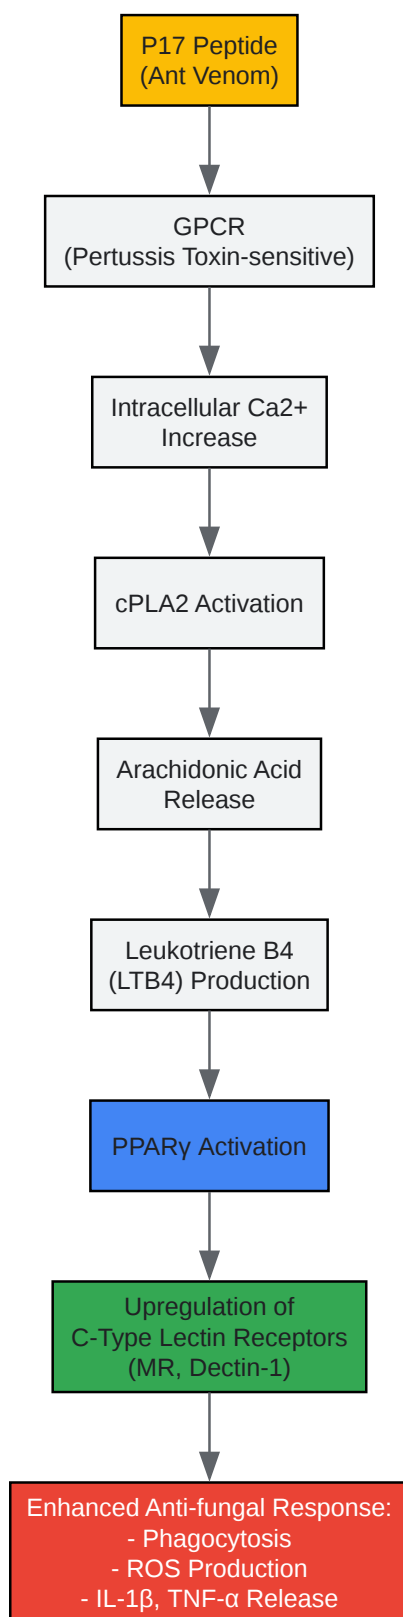 P17 Peptide
(Ant Venom)
GPCR
(Pertussis Toxin-sensitive)
Intracellular Ca2+
Increase
cPLA2 Activation
Arachidonic Acid
Release
Leukotriene B4
(LTB4) Production
PPARγ Activation
Upregulation of
C-Type Lectin Receptors
(MR, Dectin-1)
Enhanced Anti-fungal Response:
- Phagocytosis
- ROS Production
- IL-1β, TNF-α Release